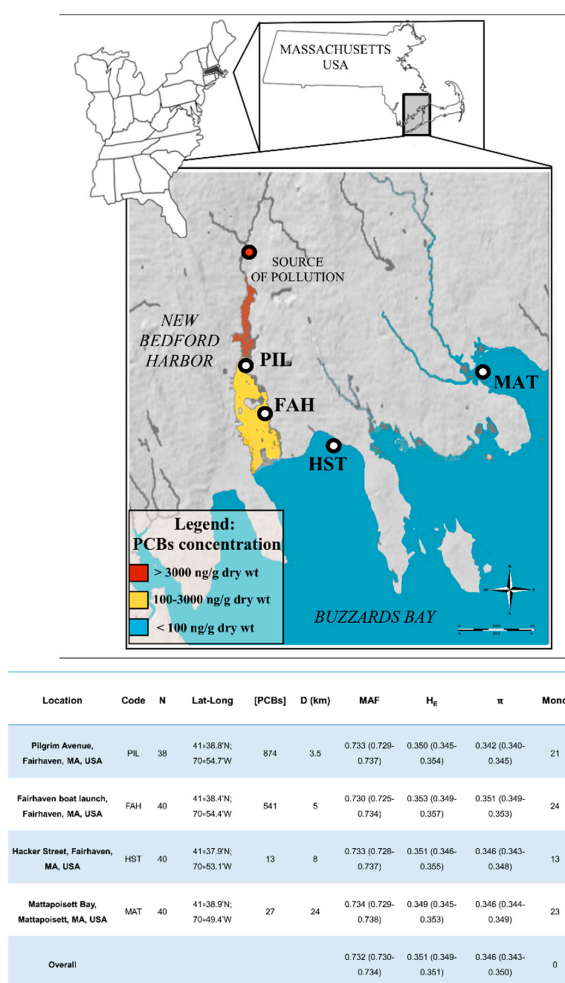 MASSACHUSETTS
USA
SOURCE
OF POLLUTION
NEW
BEDFORD
HARBOR
PIL
MAT
FAH
HST
Legend:
PCBs concentration
> 3000 ng/g dry wt
100-3000 ng/g dry wt
< 100 ng/g dry wt
BUZZARDS BAY
Location Code N Lat-Long [PCBs] D (km) MAF HE π Mono
Pilgrim Avenue,
Fairhaven, MA, USA
PIL 38
41◦38.8'N;
70◦54.7'W
874 3.5
0.733 (0.729-
0.737)
0.350 (0.345-
0.354)
0.342 (0.340-
0.345)
21
Fairhaven boat launch,
Fairhaven, MA, USA
FAH 40
41◦38.4'N;
70◦54.4'W
541 5
0.730 (0.725-
0.734)
0.353 (0.349-
0.357)
0.351 (0.349-
0.353)
24
Hacker Street, Fairhaven,
MA, USA
HST 40
41◦37.9'N;
70◦53.1'W
13 8
0.733 (0.728-
0.737)
0.351 (0.346-
0.355)
0.346 (0.343-
0.348)
13
Mattapoisett Bay,
Mattapoisett, MA, USA
MAT 40
41◦38.9'N;
70◦49.4'W
27 24
0.734 (0.729-
0.738)
0.349 (0.345-
0.353)
0.346 (0.344-
0.349)
23
Overall
0.732 (0.730-
0.734)
0.351 (0.349-
0.351)
0.346 (0.343-
0.350)
0